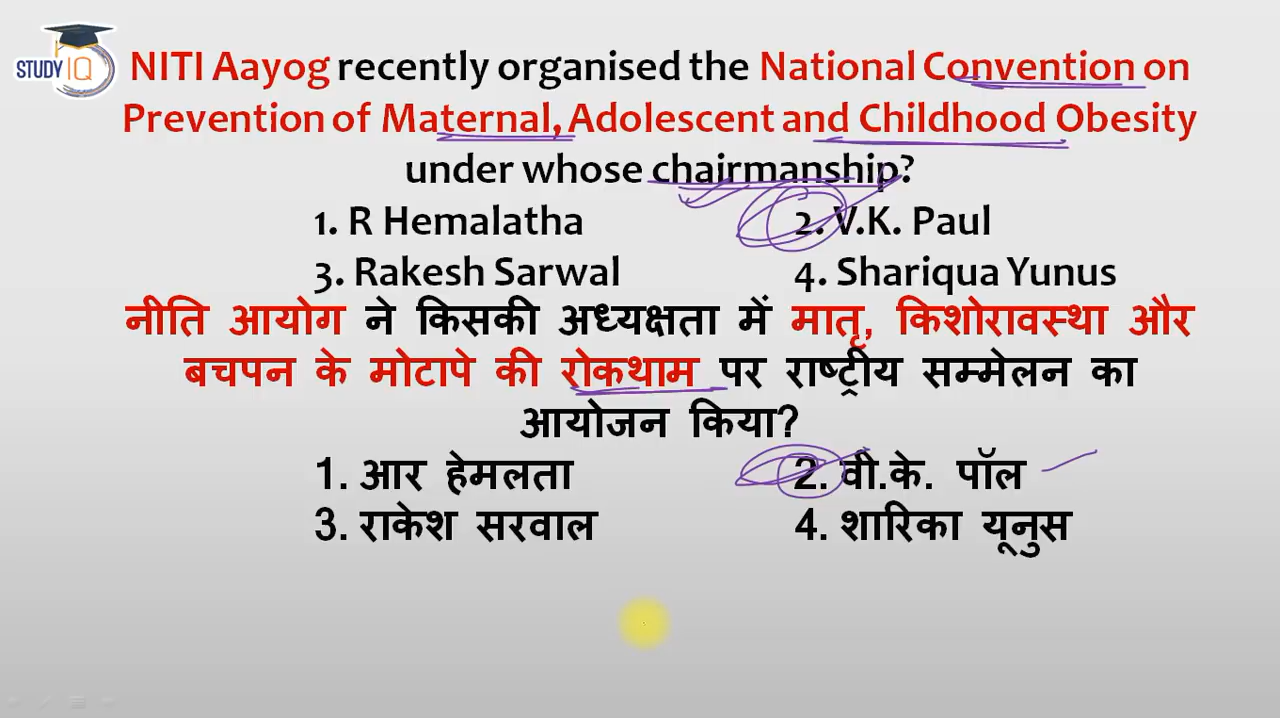 STUDY IQ
NITI Aayog recently organised the National Convention on
Prevention of Maternal, Adolescent and Childhood Obesity
under whose chairmanship?
1. R Hemalatha 2. V.K. Paul
3. Rakesh Sarwal 4. Shariqua Yunus
नीति आयोग ने किसकी अध्यक्षता में मातृ, किशोरावस्था और
बचपन के मोटापे की रोकथाम पर राष्ट्रीय सम्मेलन का
आयोजन किया?
1. आर हेमलता 2. वी.के. पॉल
3. राकेश सरवाल 4. शारिका यूनुस